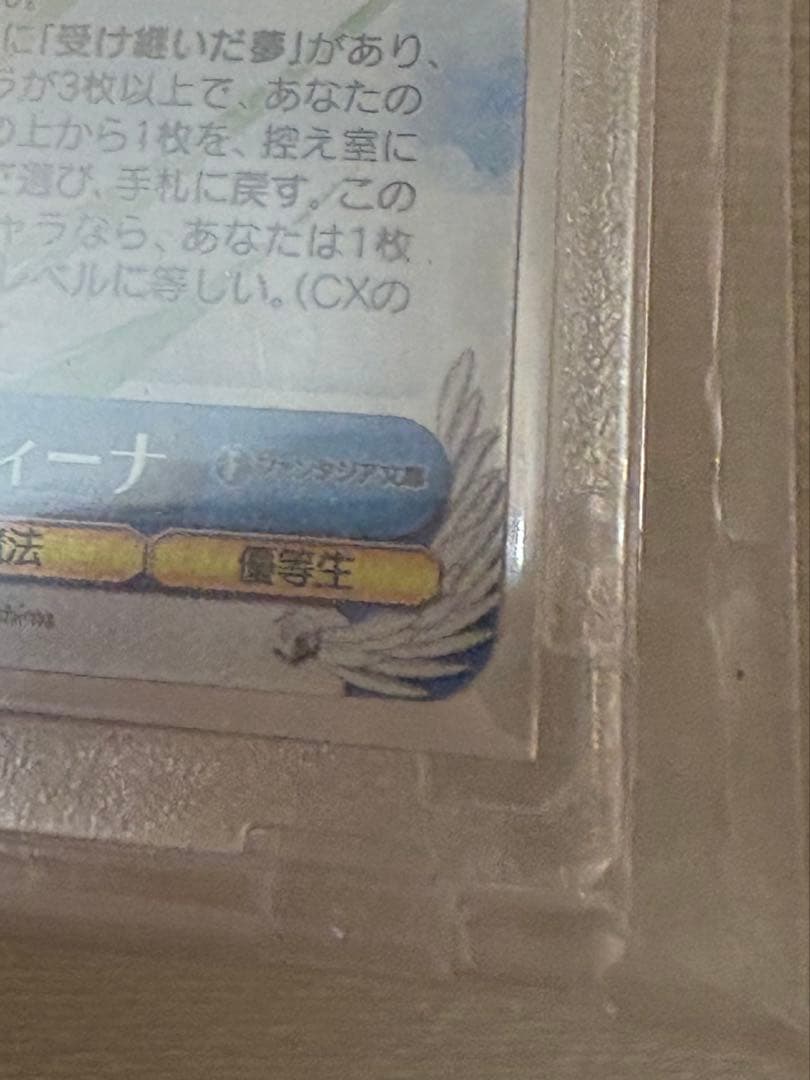 に「受け継いだ夢」があり、
ラが3枚以上で、あなたの
の上から1枚を、控え室に
で選び、手札に戻す。この
ャラなら、あなたは1枚
レベルに等しい。(CXの
ィーナ ファンタジア文庫
法 優等生